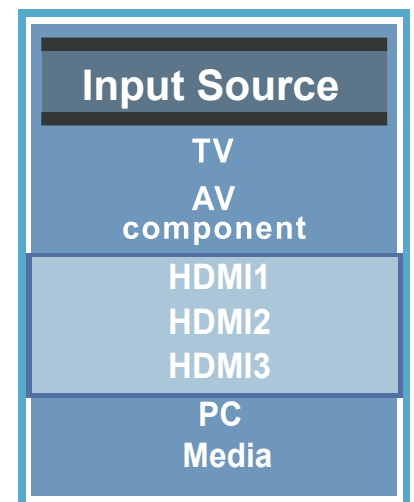 Input Source
TV
AV
component
HDMI1
HDMI2
HDMI3
PC
Media